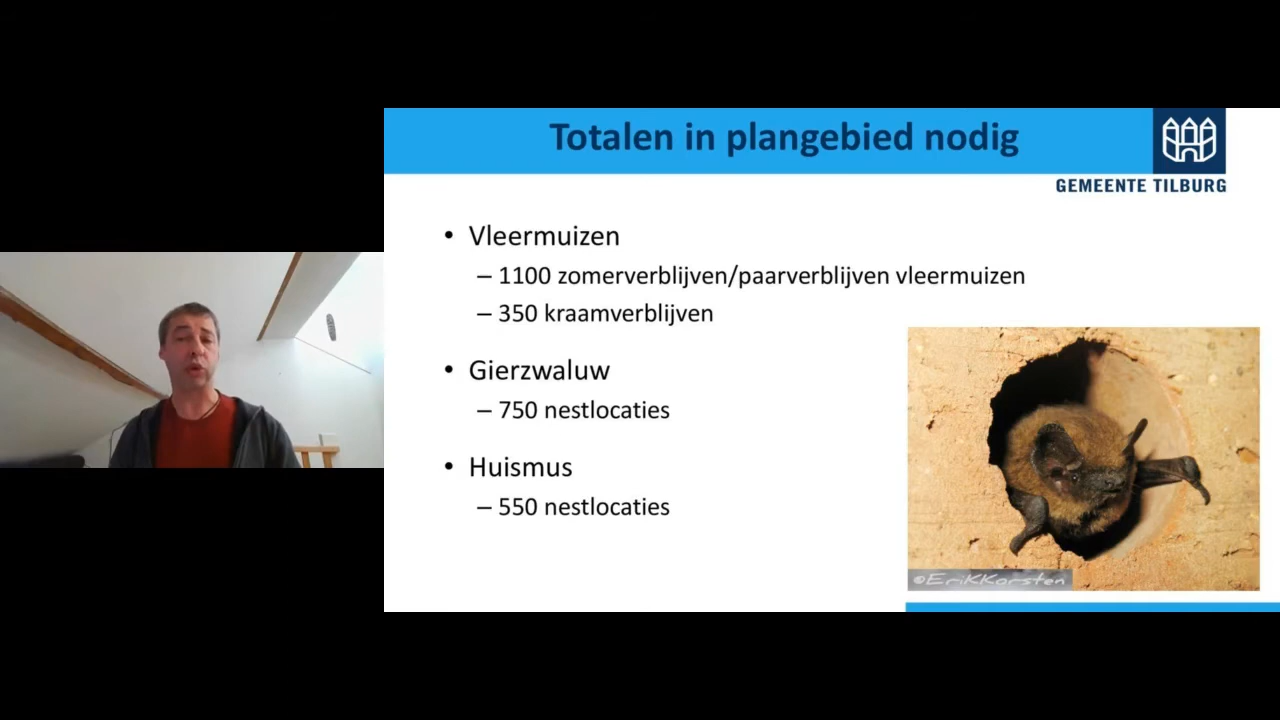 Totalen in plangebied nodig
GEMEENTE TILBURG
• Vleermuizen
– 1100 zomerverblijven/paarverblijven vleermuizen
– 350 kraamverblijven
• Gierzwaluw
– 750 nestlocaties
• Huismus
– 550 nestlocaties
©ErikKorsten